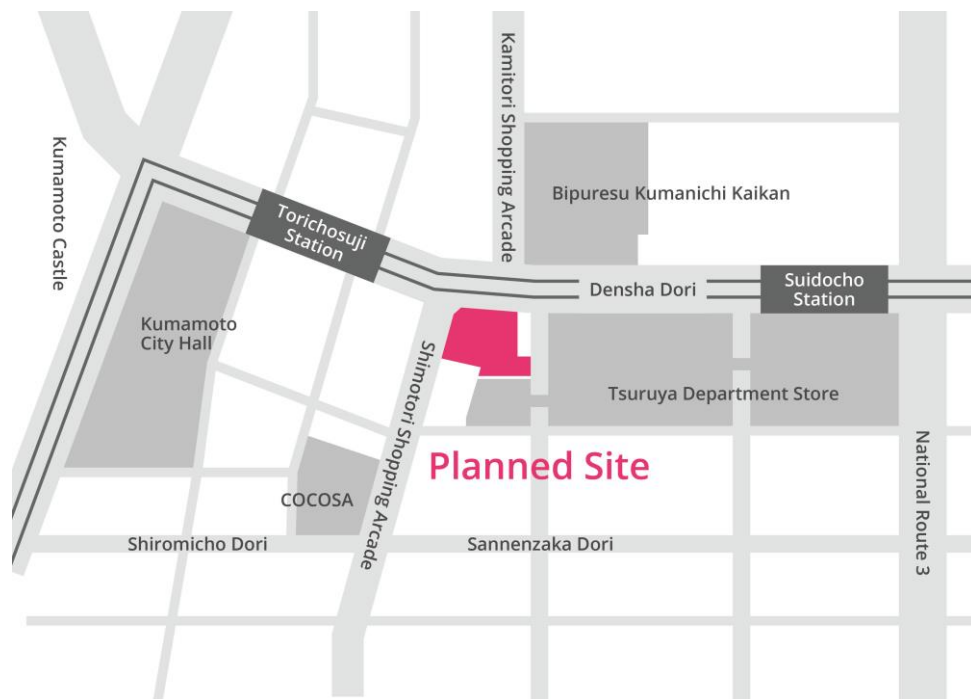 Kamitori Shopping Arcade
Kumamoto Castle
Bipuresu Kumanichi Kaikan
Torichosuji
Station
Densha Dori
Suidocho
Station
Kumamoto
City Hall
Shimotori Shopping Arcade
Tsuruya Department Store
Planned Site
National Route 3
COCOSA
Shiromicho Dori
Sannenzaka Dori